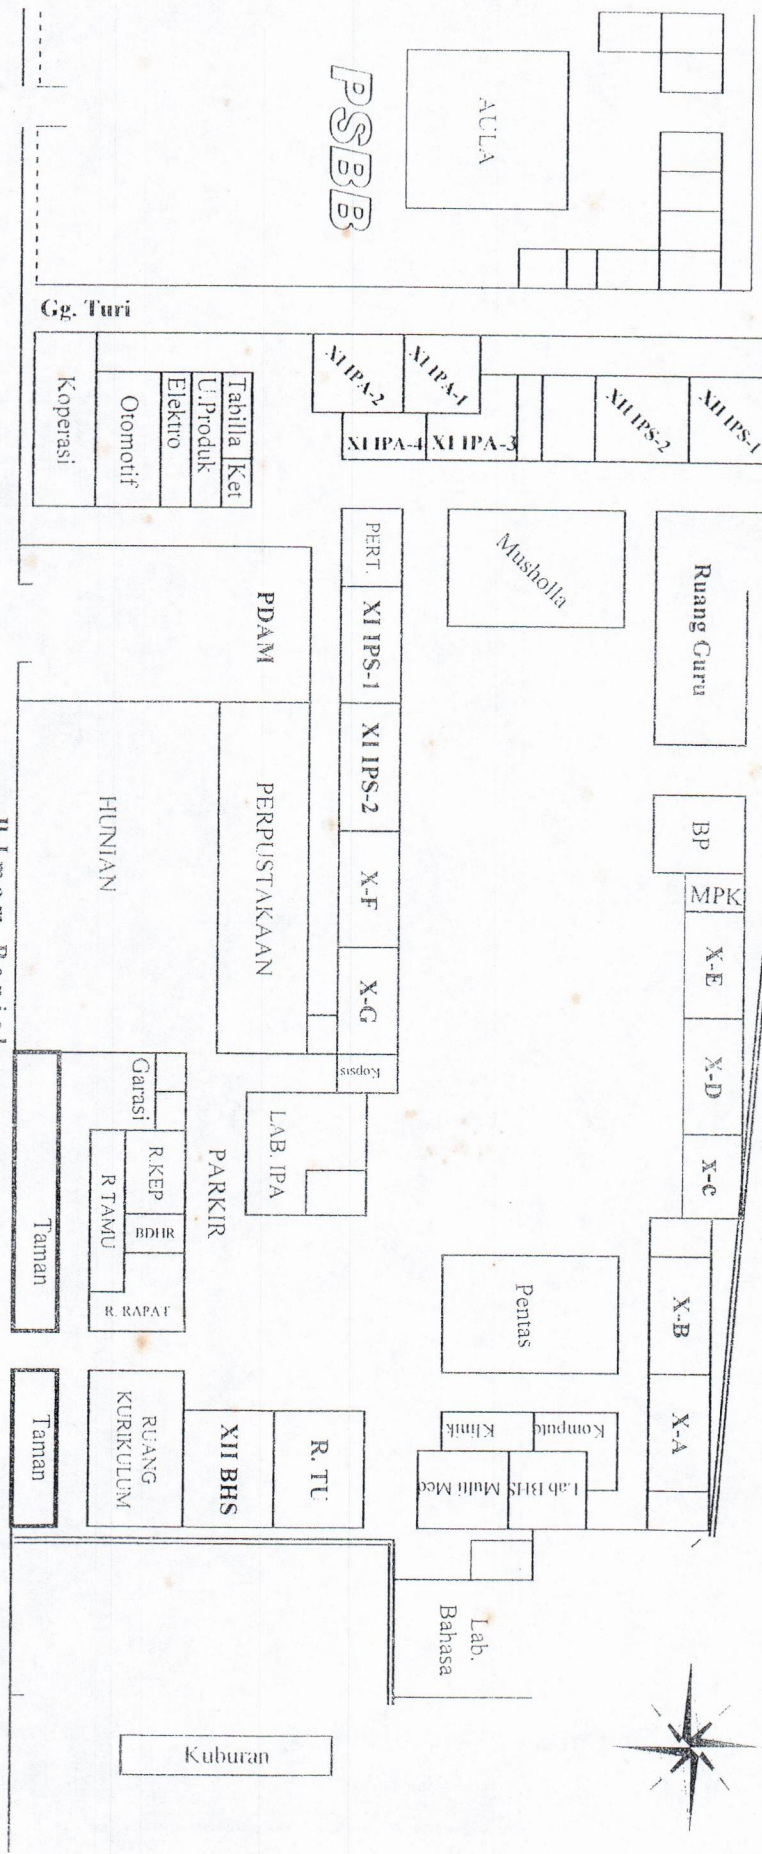 AULA
PSBB
Gg. Turi
Koperasi
Otomotif
Elektro
U.Produk
Tabilla
Ket
XI IPA-2
XI IPA-1
XI IPA-4
XI IPA-3
XII IPS-2
XII IPS-1
PERT.
XI IPS-1
XI IPS-2
X-F
X-G
Kopsis
Musholla
Ruang Guru
BP
MPK
X-E
X-D
X-C
X-B
X-A
PDAM
HUNIAN
PERPUSTAKAAN
LAB. IPA
PARKIR
Garasi
R.KEP
BDHR
R TAMU
R. RAPAT
Taman
Taman
RUANG
KURIKULUM
XII BHS
R. TU
Pentas
Klinik
Multi Med
Lab BHS
Lab.
Bahasa
Kuburan